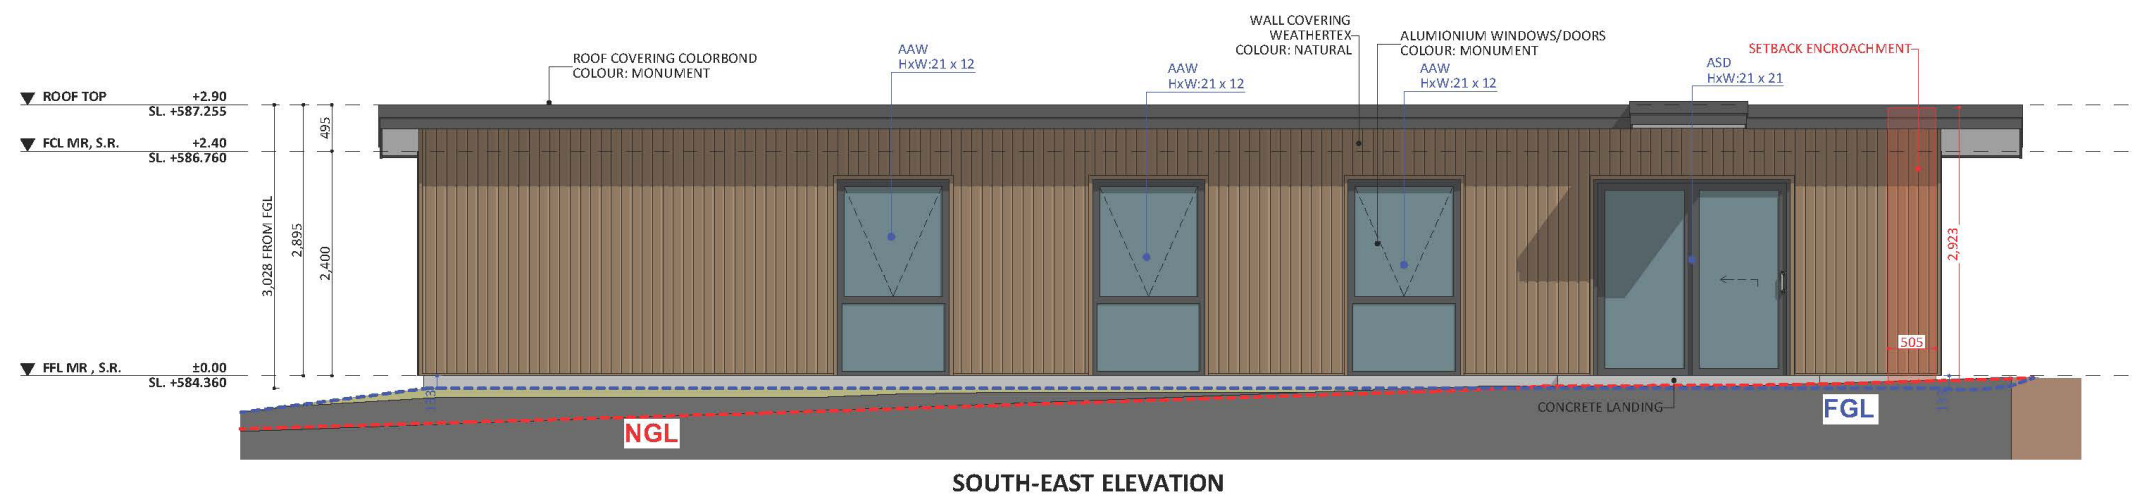 WALL COVERING
WEATHERTEX
COLOUR: NATURAL
ALUMIONIUM WINDOWS/DOORS
COLOUR: MONUMENT
SETBACK ENCROACHMENT
ROOF COVERING COLORBOND
COLOUR: MONUMENT
AAW
HxW:21 x 12
AAW
HxW:21 x 12
AAW
HxW:21 x 12
ASD
HxW:21 x 21
ROOF TOP +2.90
SL. +587.255
FCL MR, S.R. +2.40
SL. +586.760
FFL MR , S.R. ±0.00
SL. +584.360
3,028 FROM FGL
2,895
495
2,400
2,923
505
CONCRETE LANDING
NGL
FGL
SOUTH-EAST ELEVATION